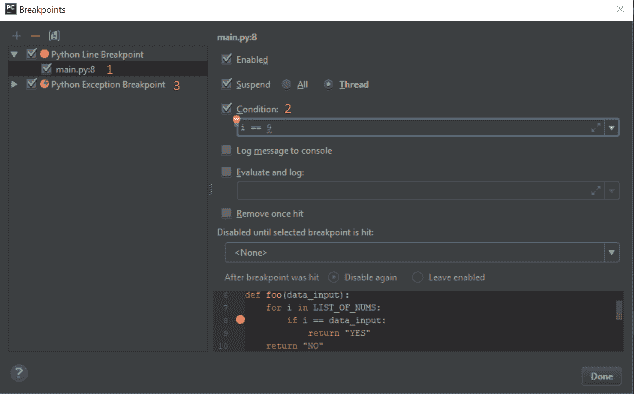 PC Breakpoints
Python Line Breakpoint
main.py:8 1
Python Exception Breakpoint 3
main.py:8
Enabled
Suspend All Thread
Condition: 2
i == 9
Log message to console
Evaluate and log:
Remove once hit
Disabled until selected breakpoint is hit:
<None>
After breakpoint was hit Disable again Leave enabled
6 def foo(data_input):
7 for i in LIST_OF_NUMS:
8 if i == data_input:
9 return "YES"
10 return "NO"
? Done